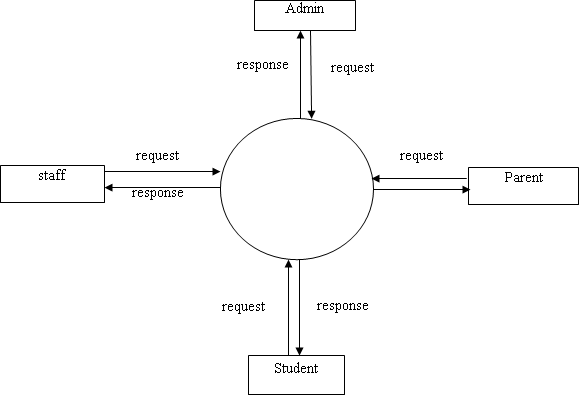 Admin
response
request
request
request
staff
Parent
response
request
response
Student